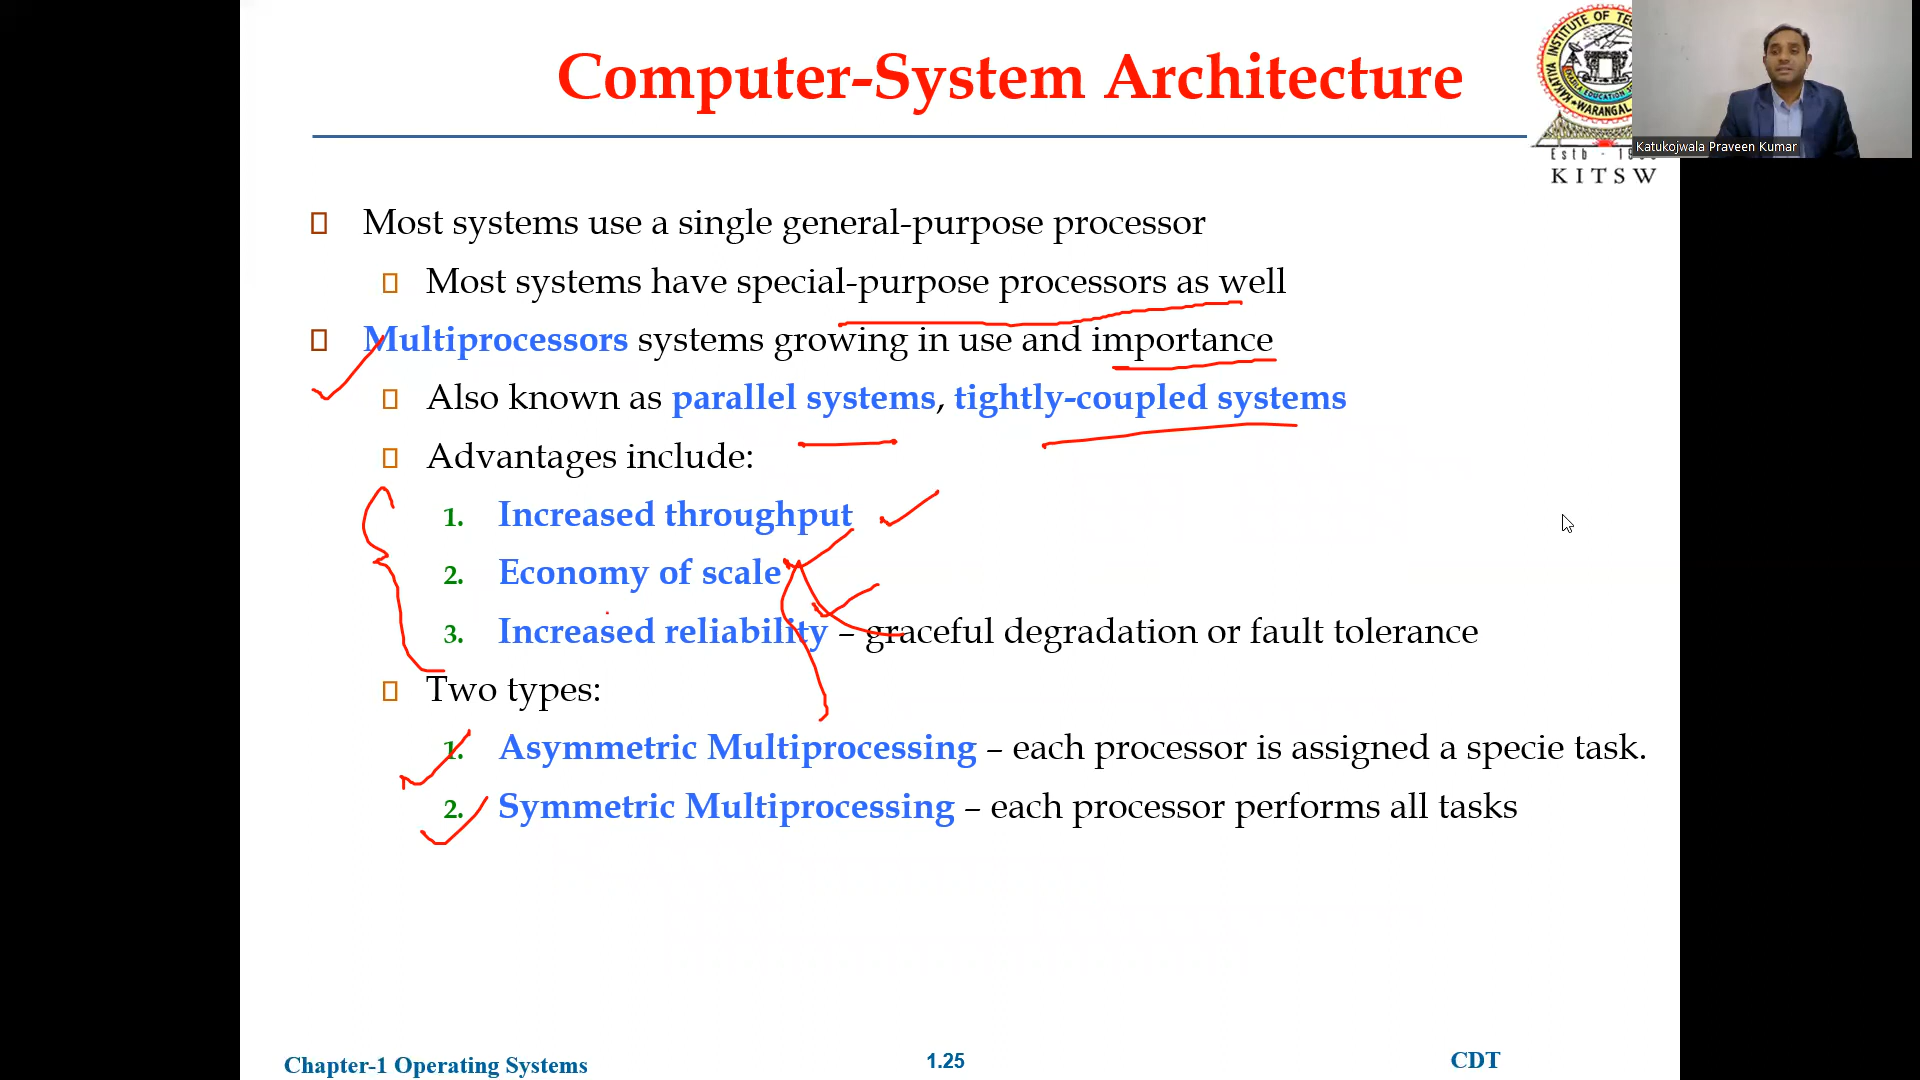 Computer-System Architecture
Katukojwala Praveen Kumar
KITSW
Most systems use a single general-purpose processor
Most systems have special-purpose processors as well
Multiprocessors systems growing in use and importance
Also known as parallel systems, tightly-coupled systems
Advantages include:
1. Increased throughput
2. Economy of scale
3. Increased reliability – graceful degradation or fault tolerance
Two types:
1. Asymmetric Multiprocessing – each processor is assigned a specie task.
2. Symmetric Multiprocessing – each processor performs all tasks
Chapter-1 Operating Systems
1.25
CDT